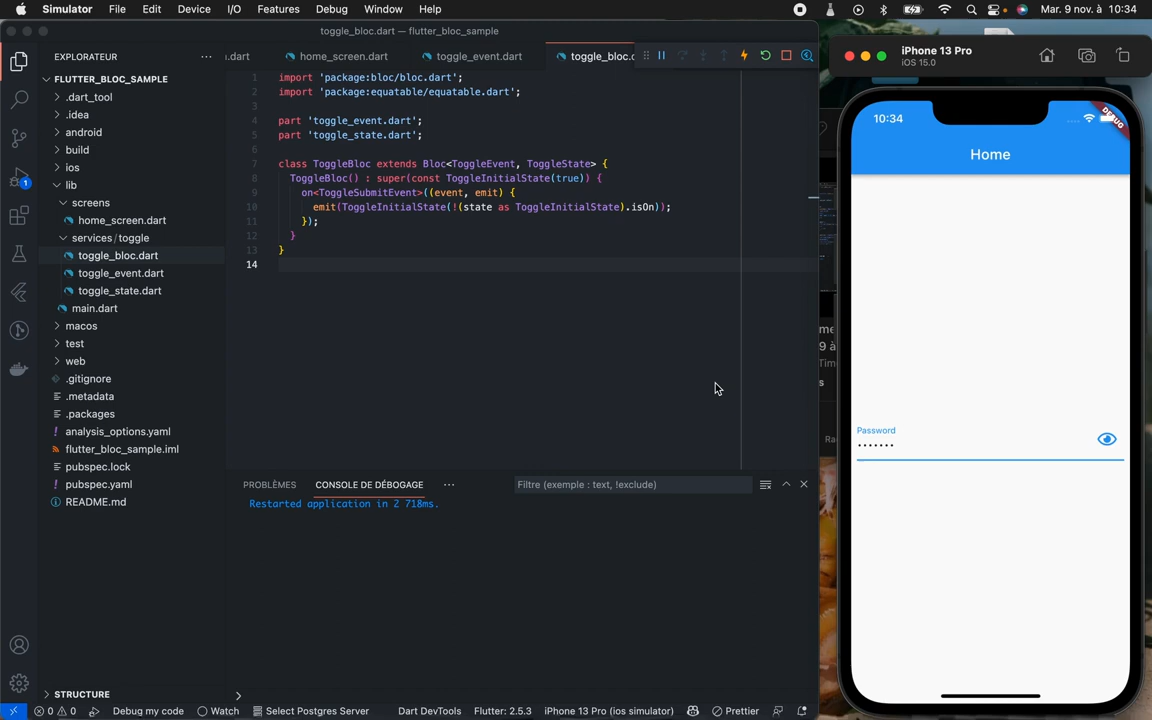 Simulator File Edit Device I/O Features Debug Window Help Mar. 9 nov. à 10:34
toggle_bloc.dart — flutter_bloc_sample
EXPLORATEUR
FLUTTER_BLOC_SAMPLE
.dart_tool
.idea
android
build
ios
lib
screens
home_screen.dart
services/toggle
toggle_bloc.dart
toggle_event.dart
toggle_state.dart
main.dart
macos
test
web
.gitignore
.metadata
.packages
analysis_options.yaml
flutter_bloc_sample.iml
pubspec.lock
pubspec.yaml
README.md
STRUCTURE
1
.dart home_screen.dart toggle_event.dart toggle_bloc.c
1 import 'package:bloc/bloc.dart';
2 import 'package:equatable/equatable.dart';
3
4 part 'toggle_event.dart';
5 part 'toggle_state.dart';
6
7 class ToggleBloc extends Bloc<ToggleEvent, ToggleState> {
8 ToggleBloc() : super(const ToggleInitialState(true)) {
9 on<ToggleSubmitEvent>((event, emit) {
10 emit(ToggleInitialState(!(state as ToggleInitialState).isOn));
11 });
12 }
13 }
14
PROBLÈMES CONSOLE DE DÉBOGAGE Filtre (exemple : text, !exclude)
Restarted application in 2 718ms.
0 0 Debug my code Watch Select Postgres Server Dart DevTools Flutter: 2.5.3 iPhone 13 Pro (ios simulator) Prettier
iPhone 13 Pro
iOS 15.0
10:34
DEBUG
Home
Password